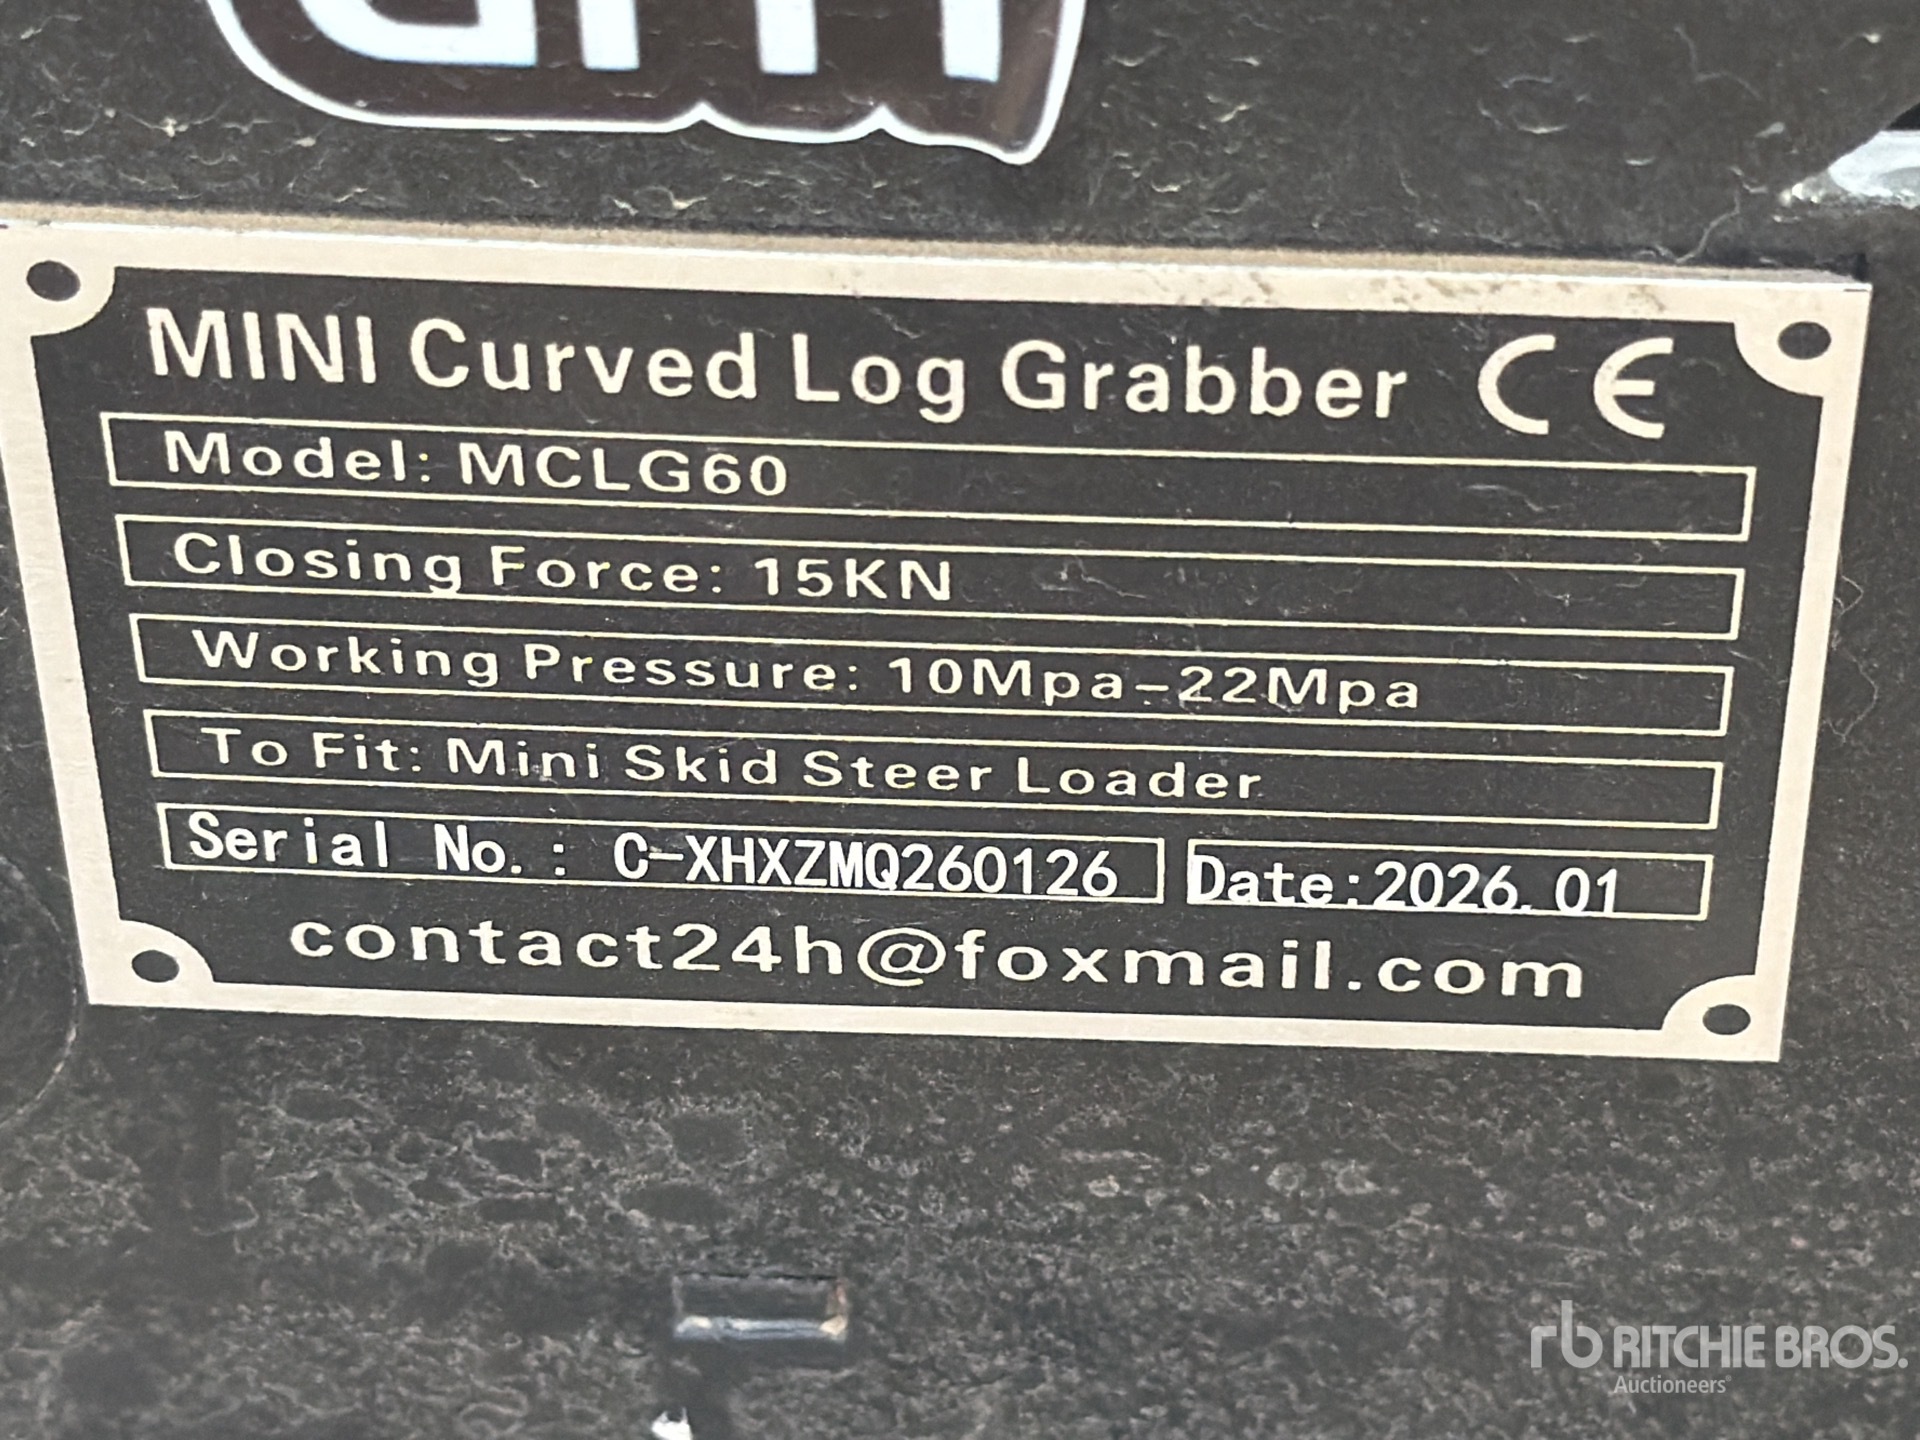 MINI Curved Log Grabber CE
Model: MCLG60
Closing Force: 15KN
Working Pressure: 10Mpa-22Mpa
To Fit: Mini Skid Steer Loader
Serial No.: C-XHXZMQ260126 Date:2026.01
contact24h@foxmail.com
rb RITCHIE BROS.
Auctioneers